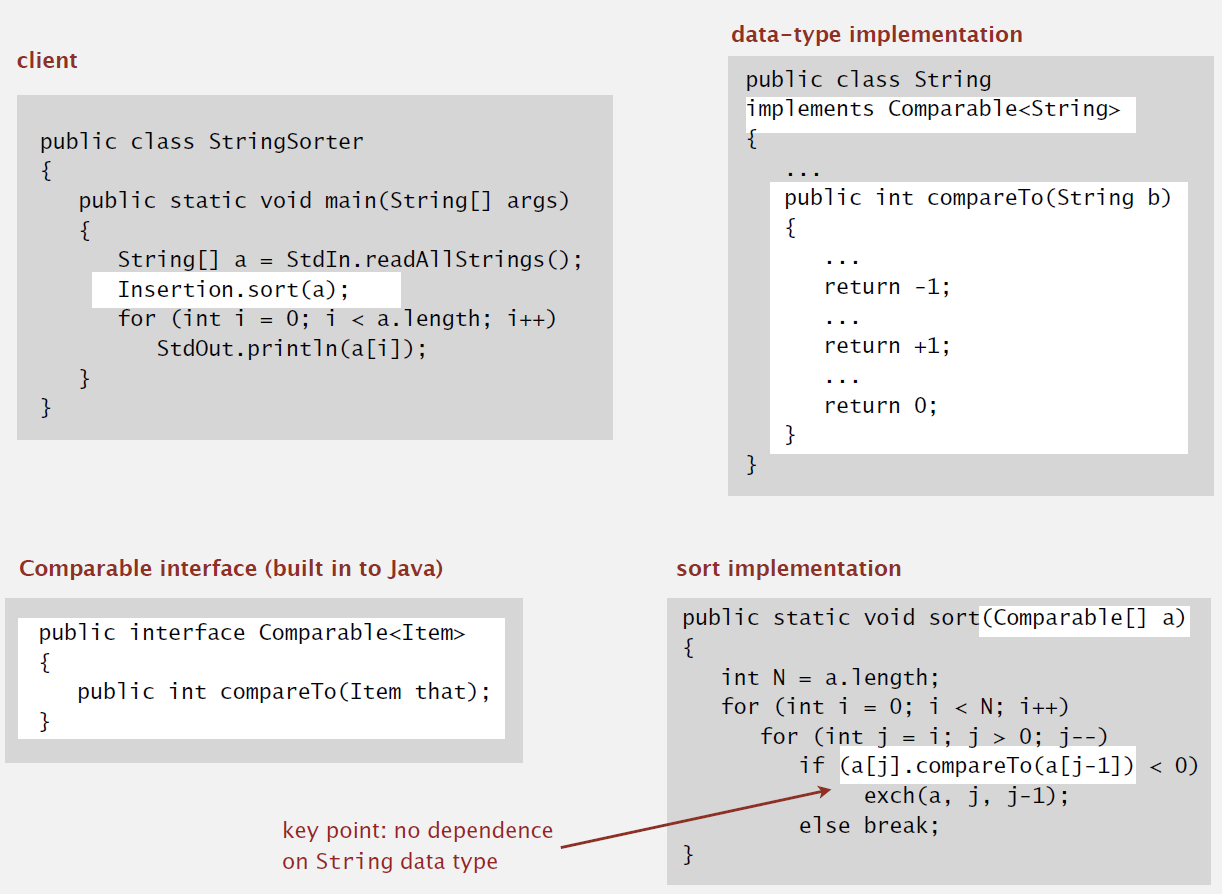 client
public class StringSorter
{
   public static void main(String[] args)
   {
      String[] a = StdIn.readAllStrings();
      Insertion.sort(a);
      for (int i = 0; i < a.length; i++)
         StdOut.println(a[i]);
   }
}
data-type implementation
public class String
implements Comparable<String>
{
   ...
   public int compareTo(String b)
   {
      ...
      return -1;
      ...
      return +1;
      ...
      return 0;
   }
}
Comparable interface (built in to Java)
public interface Comparable<Item>
{
   public int compareTo(Item that);
}
sort implementation
public static void sort(Comparable[] a)
{
   int N = a.length;
   for (int i = 0; i < N; i++)
      for (int j = i; j > 0; j--)
         if (a[j].compareTo(a[j-1]) < 0)
              exch(a, j, j-1);
         else break;
}
key point: no dependence
on String data type